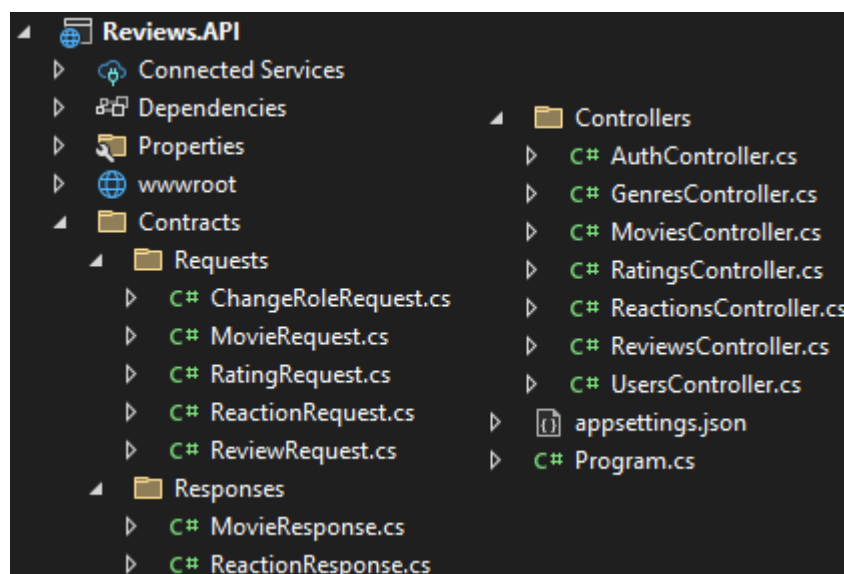 Reviews.API
Connected Services
Dependencies
Properties
wwwroot
Contracts
Requests
C# ChangeRoleRequest.cs
C# MovieRequest.cs
C# RatingRequest.cs
C# ReactionRequest.cs
C# ReviewRequest.cs
Responses
C# MovieResponse.cs
C# ReactionResponse.cs
Controllers
C# AuthController.cs
C# GenresController.cs
C# MoviesController.cs
C# RatingsController.cs
C# ReactionsController.cs
C# ReviewsController.cs
C# UsersController.cs
appsettings.json
C# Program.cs